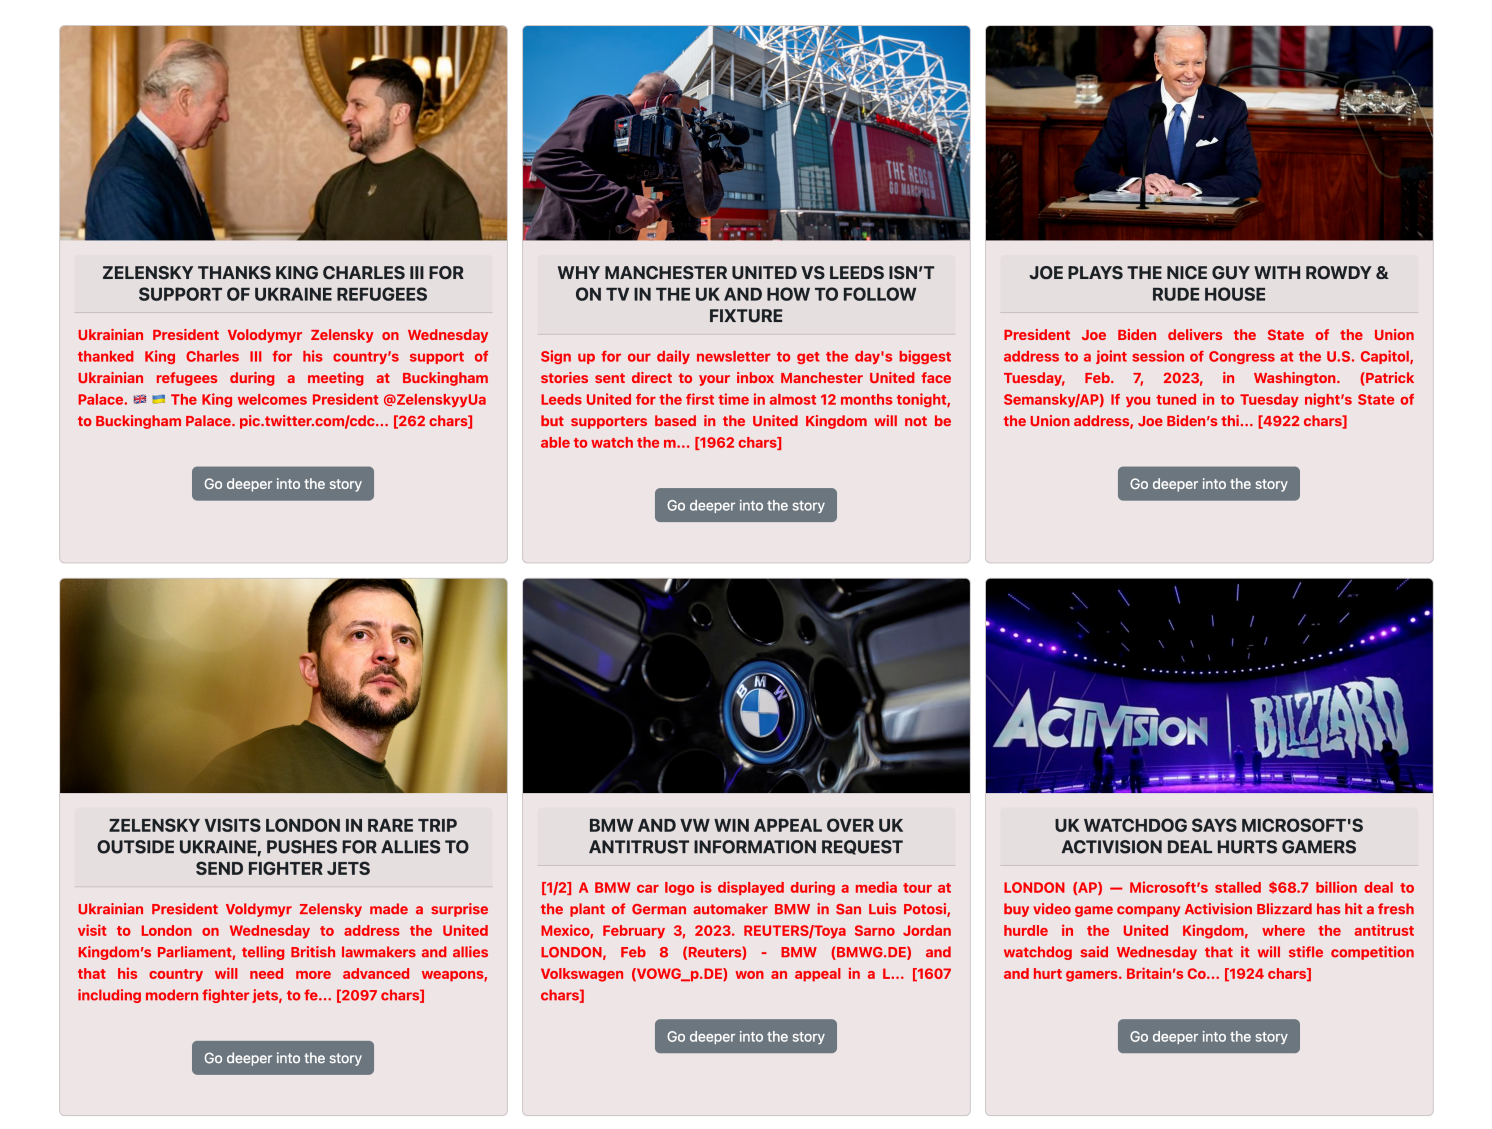 THE REDS
GO MARCHING
ZELENSKY THANKS KING CHARLES III FOR
SUPPORT OF UKRAINE REFUGEES
Ukrainian President Volodymyr Zelensky on Wednesday
thanked King Charles III for his country’s support of
Ukrainian refugees during a meeting at Buckingham
Palace. 🇬🇧 🇺🇦 The King welcomes President @ZelenskyyUa
to Buckingham Palace. pic.twitter.com/cdc… [262 chars]
Go deeper into the story
WHY MANCHESTER UNITED VS LEEDS ISN’T
ON TV IN THE UK AND HOW TO FOLLOW
FIXTURE
Sign up for our daily newsletter to get the day's biggest
stories sent direct to your inbox Manchester United face
Leeds United for the first time in almost 12 months tonight,
but supporters based in the United Kingdom will not be
able to watch the m… [1962 chars]
Go deeper into the story
JOE PLAYS THE NICE GUY WITH ROWDY &
RUDE HOUSE
President Joe Biden delivers the State of the Union
address to a joint session of Congress at the U.S. Capitol,
Tuesday, Feb. 7, 2023, in Washington. (Patrick
Semansky/AP) If you tuned in to Tuesday night’s State of
the Union address, Joe Biden’s thi… [4922 chars]
Go deeper into the story
ZELENSKY VISITS LONDON IN RARE TRIP
OUTSIDE UKRAINE, PUSHES FOR ALLIES TO
SEND FIGHTER JETS
Ukrainian President Voldymyr Zelensky made a surprise
visit to London on Wednesday to address the United
Kingdom’s Parliament, telling British lawmakers and allies
that his country will need more advanced weapons,
including modern fighter jets, to fe… [2097 chars]
Go deeper into the story
BMW
BMW AND VW WIN APPEAL OVER UK
ANTITRUST INFORMATION REQUEST
[1/2] A BMW car logo is displayed during a media tour at
the plant of German automaker BMW in San Luis Potosi,
Mexico, February 3, 2023. REUTERS/Toya Sarno Jordan
LONDON, Feb 8 (Reuters) - BMW (BMWG.DE) and
Volkswagen (VOWG_p.DE) won an appeal in a L… [1607
chars]
Go deeper into the story
ACTIVISION BLIZZARD
UK WATCHDOG SAYS MICROSOFT'S
ACTIVISION DEAL HURTS GAMERS
LONDON (AP) — Microsoft’s stalled $68.7 billion deal to
buy video game company Activision Blizzard has hit a fresh
hurdle in the United Kingdom, where the antitrust
watchdog said Wednesday that it will stifle competition
and hurt gamers. Britain’s Co… [1924 chars]
Go deeper into the story